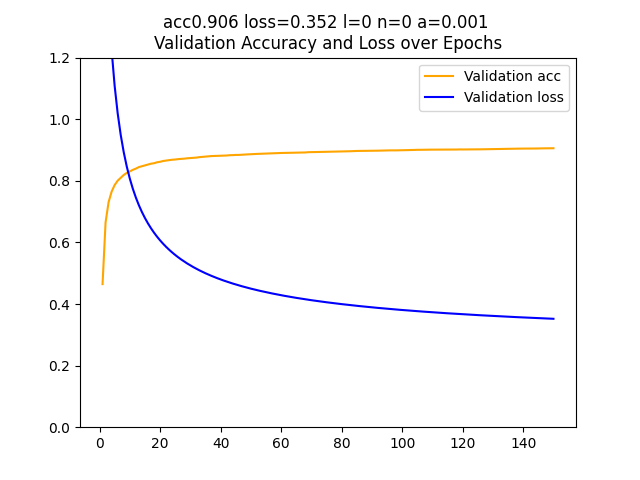 acc0.906 loss=0.352 l=0 n=0 a=0.001
Validation Accuracy and Loss over Epochs
Validation acc
Validation loss
1.2
1.0
0.8
0.6
0.4
0.2
0.0
0 20 40 60 80 100 120 140